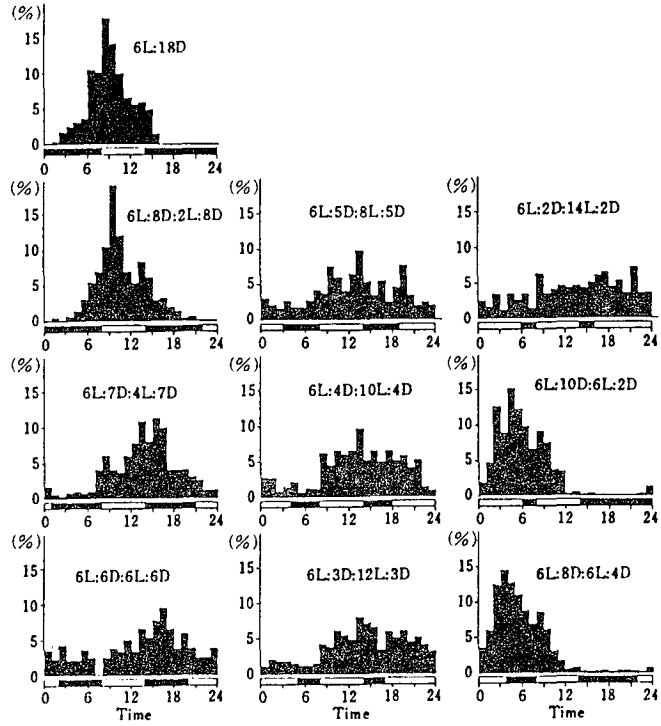 (%)
15
10
5
0
6L:18D
0 6 12 18 24
(%)
15
10
5
0
6L:8D:2L:8D
0 6 12 18 24
(%)
15
10
5
0
6L:5D:8L:5D
0 6 12 18 24
(%)
15
10
5
0
6L:2D:14L:2D
0 6 12 18 24
(%)
15
10
5
0
6L:7D:4L:7D
0 6 12 18 24
(%)
15
10
5
0
6L:4D:10L:4D
0 6 12 18 24
(%)
15
10
5
0
6L:10D:6L:2D
0 6 12 18 24
(%)
15
10
5
0
6L:6D:6L:6D
0 6 12 18 24
Time
(%)
15
10
5
0
6L:3D:12L:3D
0 6 12 18 24
Time
(%)
15
10
5
0
6L:8D:6L:4D
0 6 12 18 24
Time